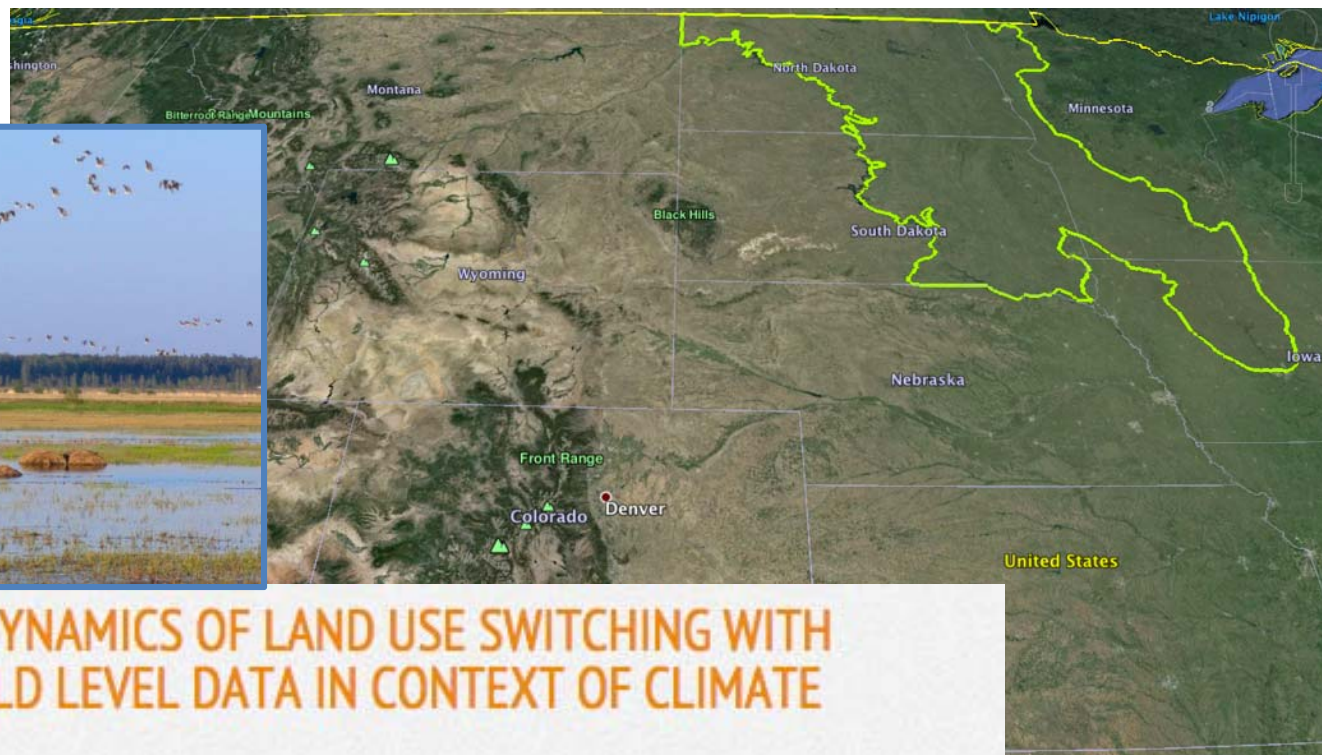 Lake Nipigon
North Dakota
Montana
Minnesota
Bitterroot Range
Mountains
Black Hills
South Dakota
Wyoming
Iowa
Nebraska
Front Range
Denver
Colorado
United States
YNAMICS OF LAND USE SWITCHING WITH
LD LEVEL DATA IN CONTEXT OF CLIMATE